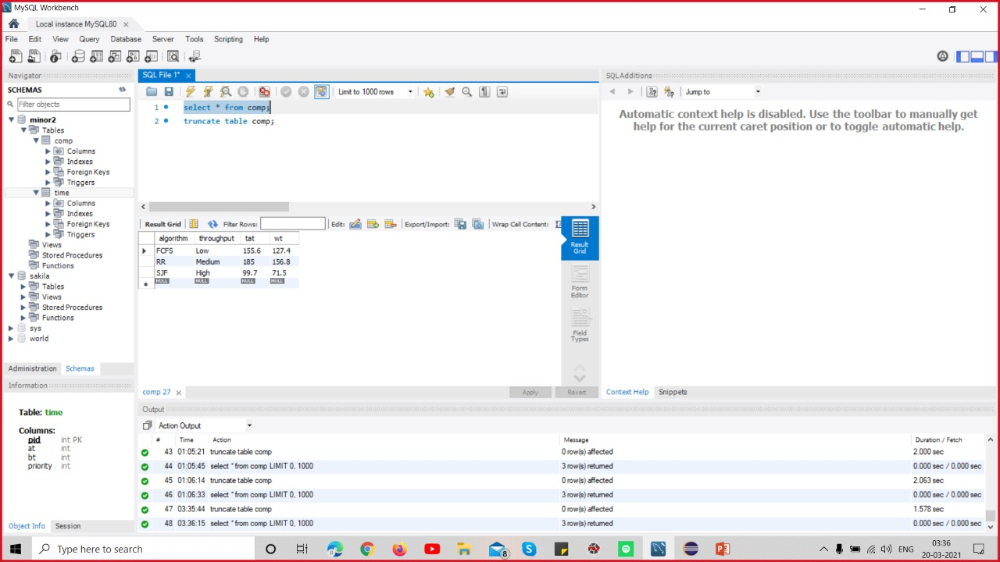 MySQL Workbench
Local instance MySQL80
File Edit View Query Database Server Tools Scripting Help
Navigator
SCHEMAS
Filter objects
minor2
Tables
comp
Columns
Indexes
Foreign Keys
Triggers
time
Columns
Indexes
Foreign Keys
Triggers
Views
Stored Procedures
Functions
sakila
Tables
Views
Stored Procedures
Functions
sys
world
Administration Schemas
Information
Table: time
Columns:
pid int PK
at int
bt int
priority int
Object Info Session
SQL File 1*
Limit to 1000 rows
1 select * from comp;
2 truncate table comp;
Result Grid Filter Rows: Edit: Export/Import: Wrap Cell Content:
algorithm throughput tat wt
FCFS Low 155.6 127.4
RR Medium 185 156.8
SJF High 99.7 71.5
NULL NULL NULL NULL
Result
Grid
Form
Editor
Field
Types
comp 27
Apply Revert
SQLAdditions
Jump to
Automatic context help is disabled. Use the toolbar to manually get
help for the current caret position or to toggle automatic help.
Context Help Snippets
Output
Action Output
# Time Action Message Duration / Fetch
43 01:05:21 truncate table comp 0 row(s) affected 2.000 sec
44 01:05:45 select * from comp LIMIT 0, 1000 3 row(s) returned 0.000 sec / 0.000 sec
45 01:06:14 truncate table comp 0 row(s) affected 2.063 sec
46 01:06:33 select * from comp LIMIT 0, 1000 3 row(s) returned 0.000 sec / 0.000 sec
47 03:35:44 truncate table comp 0 row(s) affected 1.578 sec
48 03:36:15 select * from comp LIMIT 0, 1000 3 row(s) returned 0.000 sec / 0.000 sec
Type here to search
8
ENG
03:36
20-03-2021